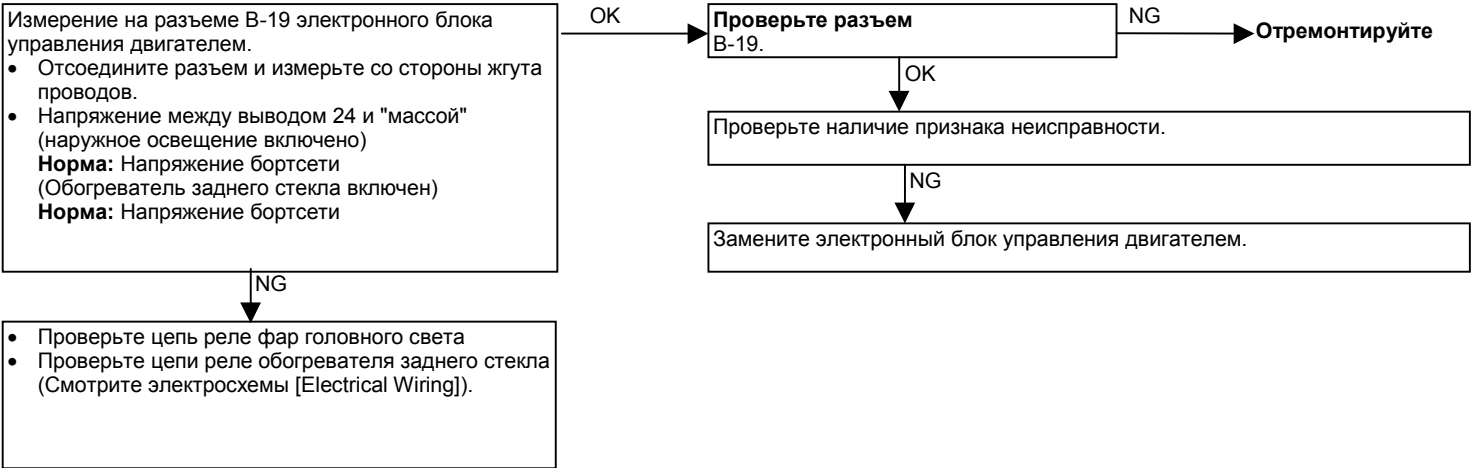 Измерение на разъеме B-19 электронного блока
управления двигателем.
• Отсоедините разъем и измерьте со стороны жгута
проводов.
• Напряжение между выводом 24 и "массой"
(наружное освещение включено)
Норма: Напряжение бортсети
(Обогреватель заднего стекла включен)
Норма: Напряжение бортсети
OK
Проверьте разъем
B-19.
NG
Отремонтируйте
OK
Проверьте наличие признака неисправности.
NG
Замените электронный блок управления двигателем.
NG
• Проверьте цепь реле фар головного света
• Проверьте цепи реле обогревателя заднего стекла
(Смотрите электросхемы [Electrical Wiring]).